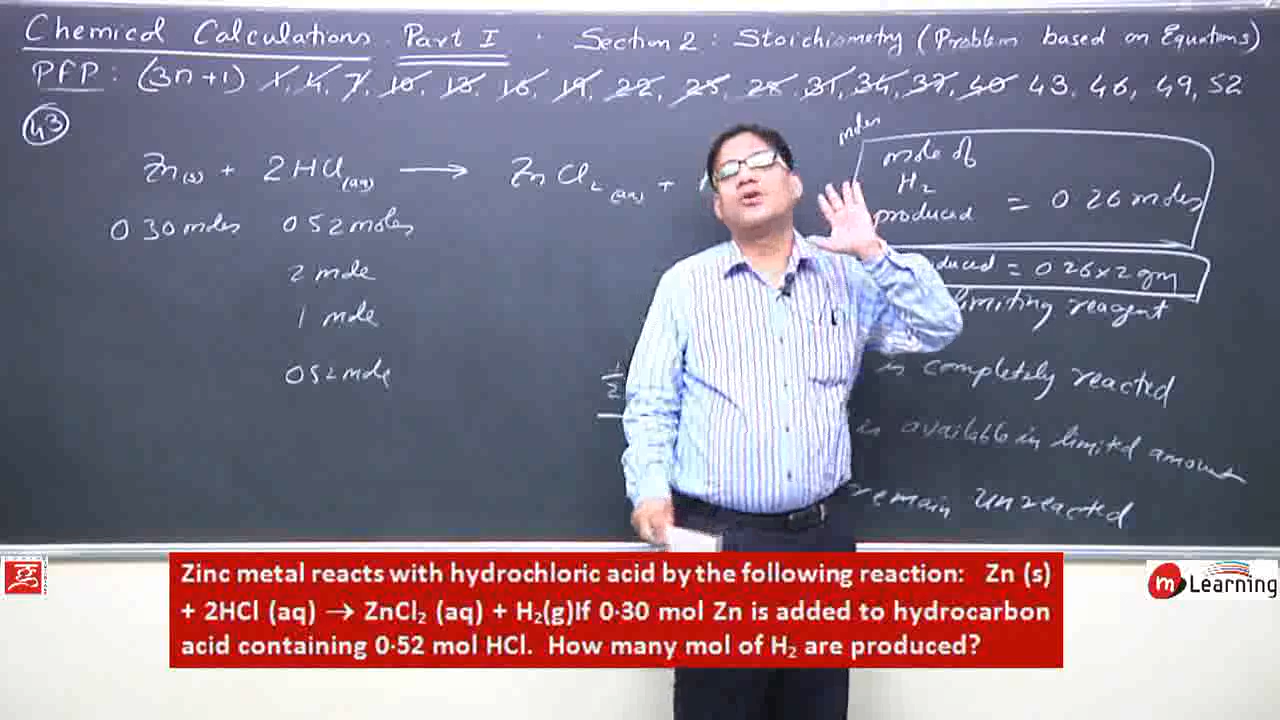 Chemical Calculations Part I . Section 2 : Stoichiometry (Problem based on Equations)
PFP : (3n+1) 1, 4, 7, 10, 13, 16, 19, 22, 25, 28, 31, 34, 37, 40 43, 46, 49, 52
43
Zn(s) + 2HCl(aq) → ZnCl₂(aq) +
0.30 moles 0.52 moles
2 mole
1 mole
0.52 mole
1/2
moles
mole of
H₂
produced = 0.26 moles
= 0.26×2 gm
limiting reagent
is completely reacted
is available in limited amount
remain unreacted
Zinc metal reacts with hydrochloric acid by the following reaction: Zn (s)
+ 2HCl (aq) → ZnCl₂ (aq) + H₂(g)If 0·30 mol Zn is added to hydrocarbon
acid containing 0·52 mol HCl. How many mol of H₂ are produced?
m Learning